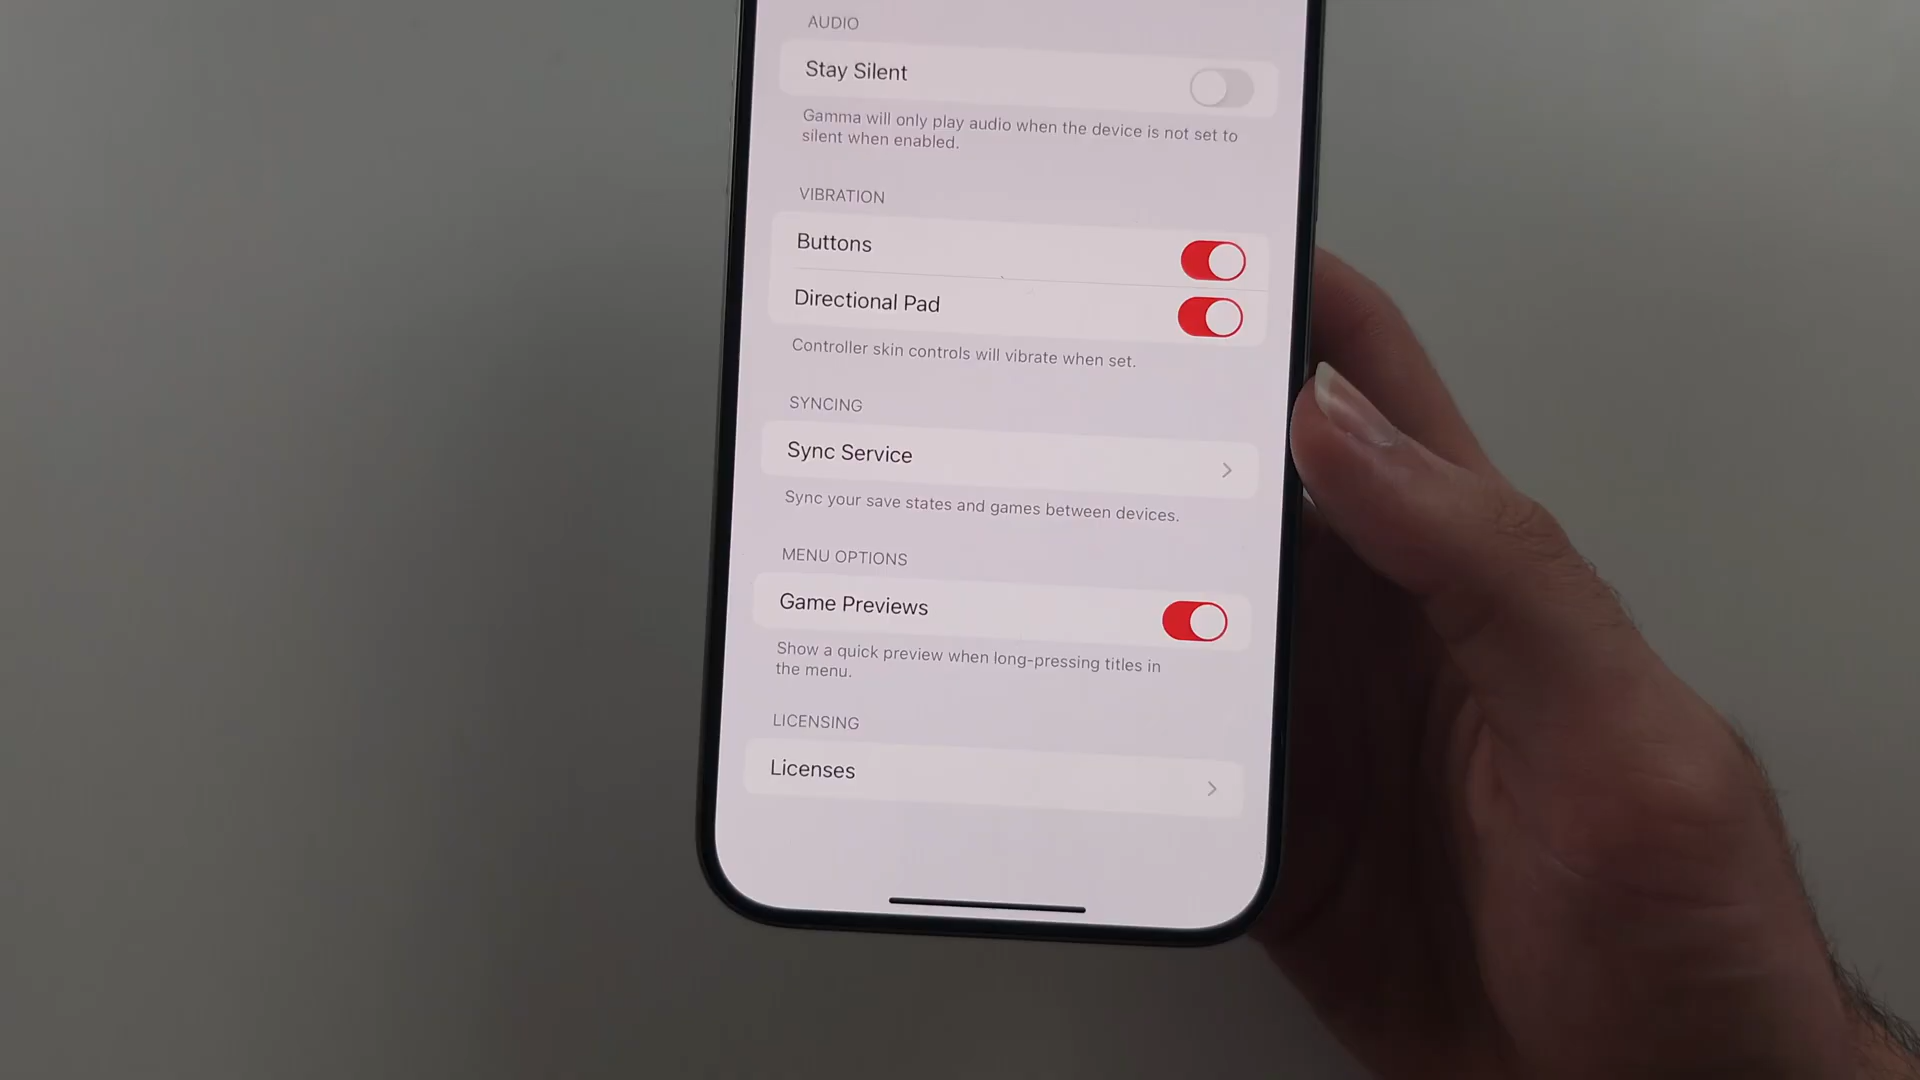 AUDIO
Stay Silent
Gamma will only play audio when the device is not set to
silent when enabled.
VIBRATION
Buttons
Directional Pad
Controller skin controls will vibrate when set.
SYNCING
Sync Service
Sync your save states and games between devices.
MENU OPTIONS
Game Previews
Show a quick preview when long-pressing titles in
the menu.
LICENSING
Licenses